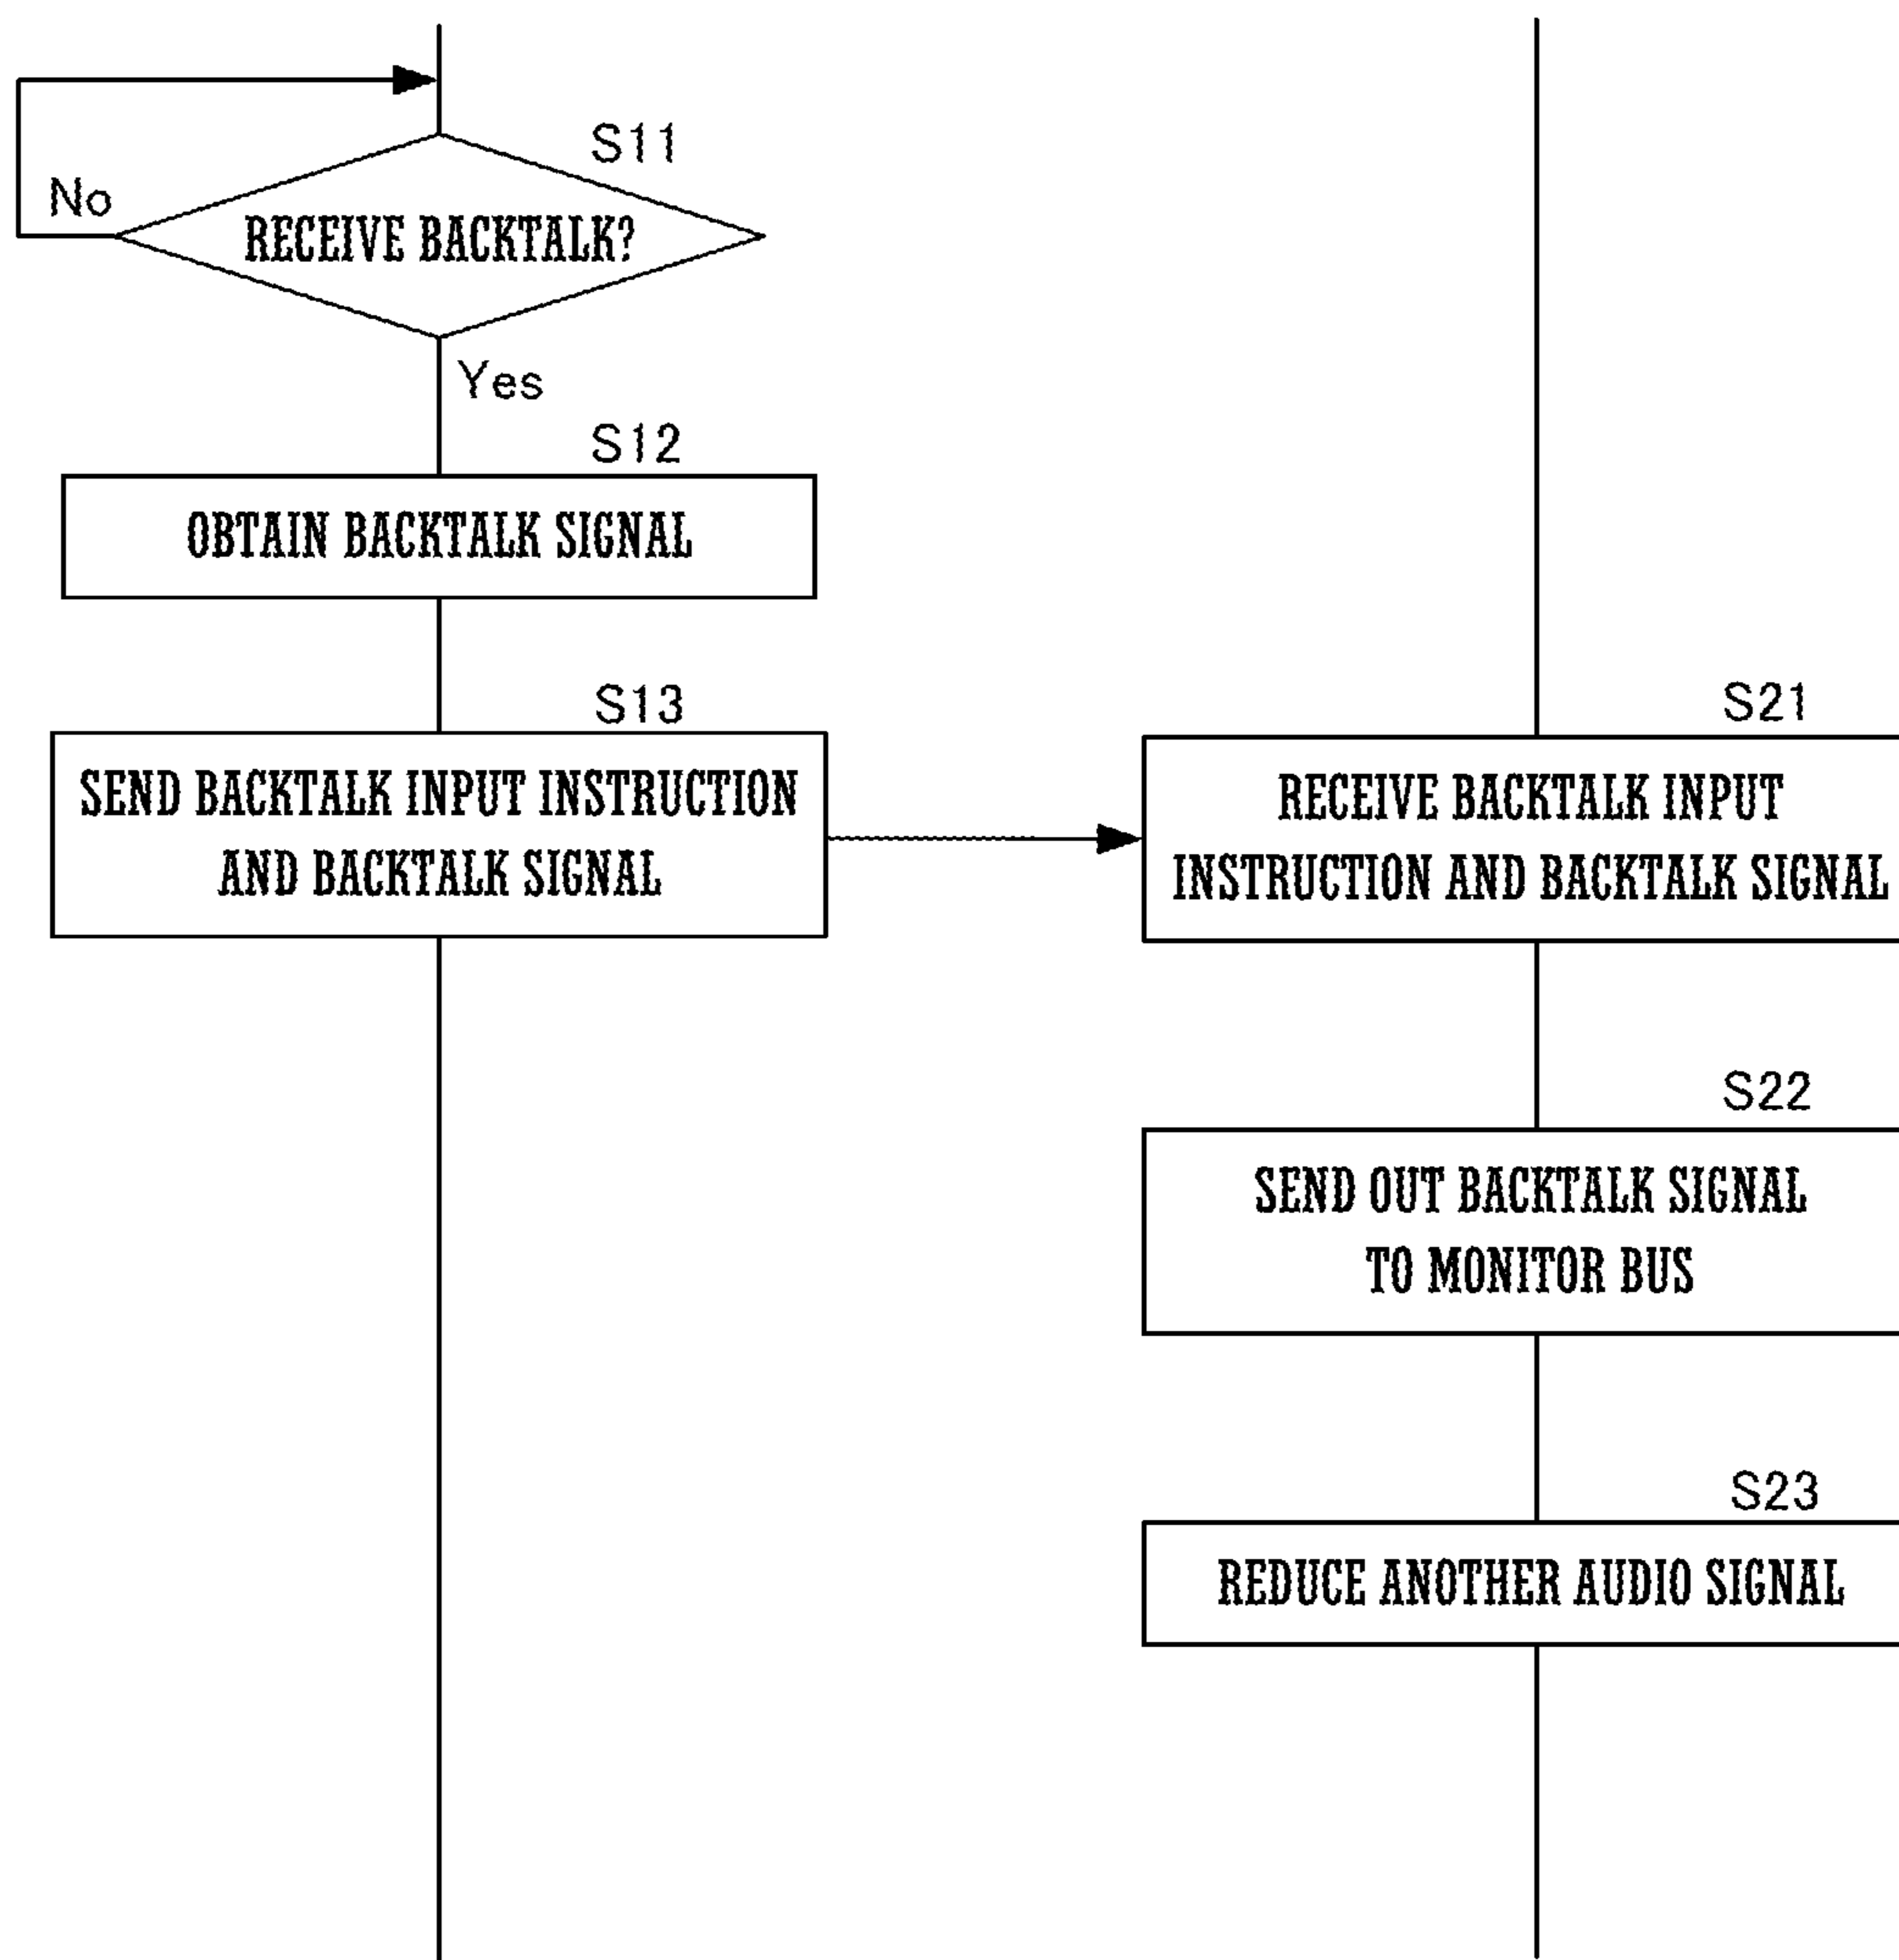 S11
No
RECEIVE BACKTALK?
Yes
S12
OBTAIN BACKTALK SIGNAL
S13
SEND BACKTALK INPUT INSTRUCTION
AND BACKTALK SIGNAL
S21
RECEIVE BACKTALK INPUT
INSTRUCTION AND BACKTALK SIGNAL
S22
SEND OUT BACKTALK SIGNAL
TO MONITOR BUS
S23
REDUCE ANOTHER AUDIO SIGNAL